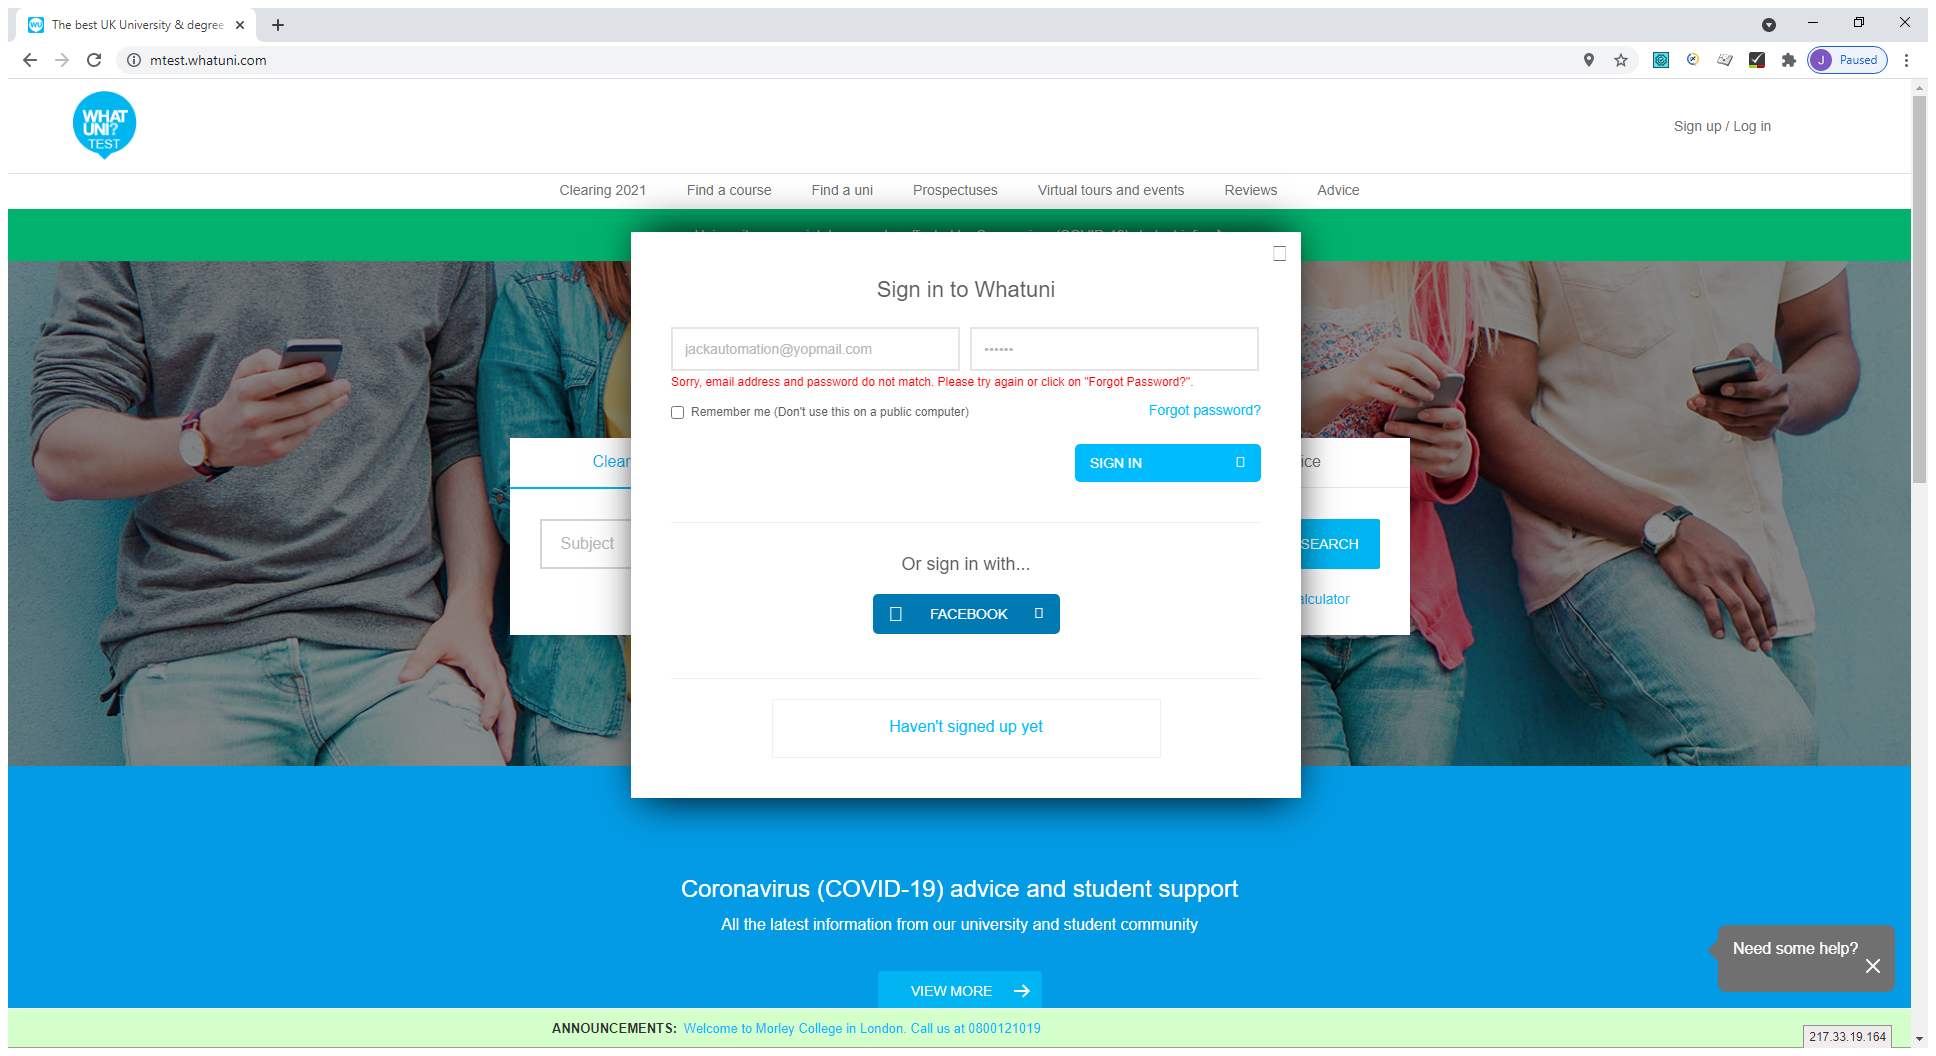 The best UK University & degree
mtest.whatuni.com
J Paused
WHAT
UNI?
TEST
Sign up / Log in
Clearing 2021 Find a course Find a uni Prospectuses Virtual tours and events Reviews Advice
Sign in to Whatuni
jackautomation@yopmail.com ••••••
Sorry, email address and password do not match. Please try again or click on "Forgot Password?".
Remember me (Don't use this on a public computer) Forgot password?
Clear ice
SIGN IN
Subject SEARCH
Or sign in with...
alculator
FACEBOOK
Haven't signed up yet
Coronavirus (COVID-19) advice and student support
All the latest information from our university and student community
Need some help?
VIEW MORE
ANNOUNCEMENTS: Welcome to Morley College in London. Call us at 0800121019
217.33.19.164